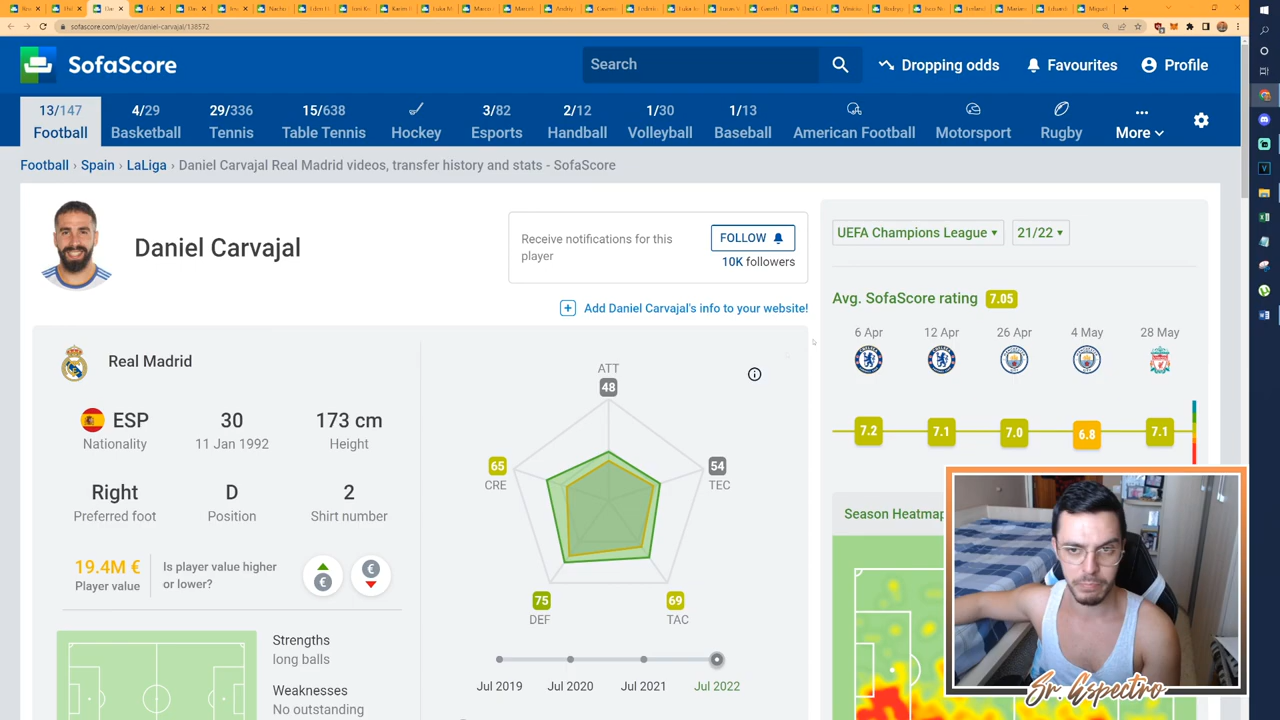 sofascore.com/player/daniel-carvajal/138572
SofaScore
Search
Dropping odds
Favourites
Profile
13/147
Football
4/29
Basketball
29/336
Tennis
15/638
Table Tennis
Hockey
3/82
Esports
2/12
Handball
1/30
Volleyball
1/13
Baseball
American Football
Motorsport
Rugby
More
Football › Spain › LaLiga › Daniel Carvajal Real Madrid videos, transfer history and stats - SofaScore
Daniel Carvajal
Receive notifications for this
player
FOLLOW
10K followers
Add Daniel Carvajal's info to your website!
Real Madrid
ESP
Nationality
30
11 Jan 1992
173 cm
Height
Right
Preferred foot
D
Position
2
Shirt number
19.4M €
Player value
Is player value higher
or lower?
Strengths
long balls
Weaknesses
No outstanding
ATT
48
65
CRE
54
TEC
75
DEF
69
TAC
Jul 2019
Jul 2020
Jul 2021
Jul 2022
UEFA Champions League
21/22
Avg. SofaScore rating 7.05
6 Apr
12 Apr
26 Apr
4 May
28 May
7.2
7.1
7.0
6.8
7.1
Season Heatmap
Sr. Aspectro